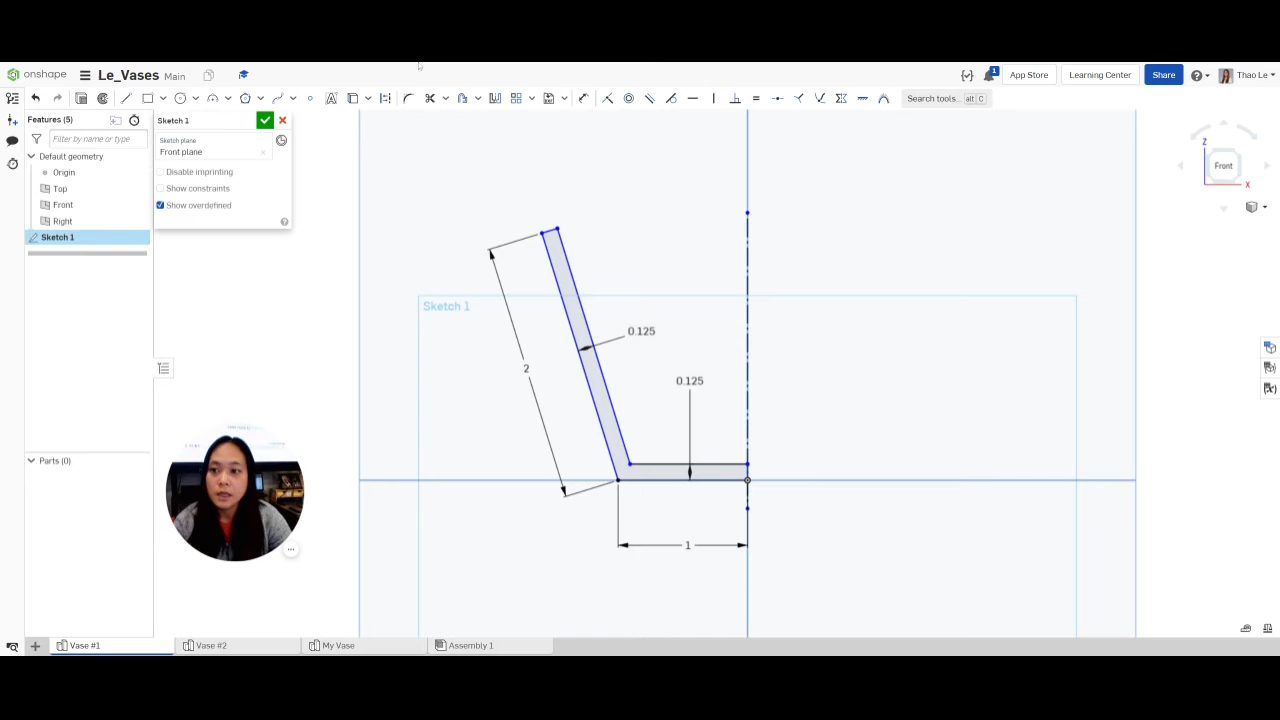 onshape
Le_Vases Main
1
App Store
Learning Center
Share
Thao Le
Search tools... alt C
Features (5)
Filter by name or type
Default geometry
Origin
Top
Front
Right
Sketch 1
Parts (0)
Sketch 1
Sketch plane
Front plane
Disable imprinting
Show constraints
Show overdefined
Sketch 1
0.125
0.125
2
1
Z
Front
X
Vase #1
Vase #2
My Vase
Assembly 1